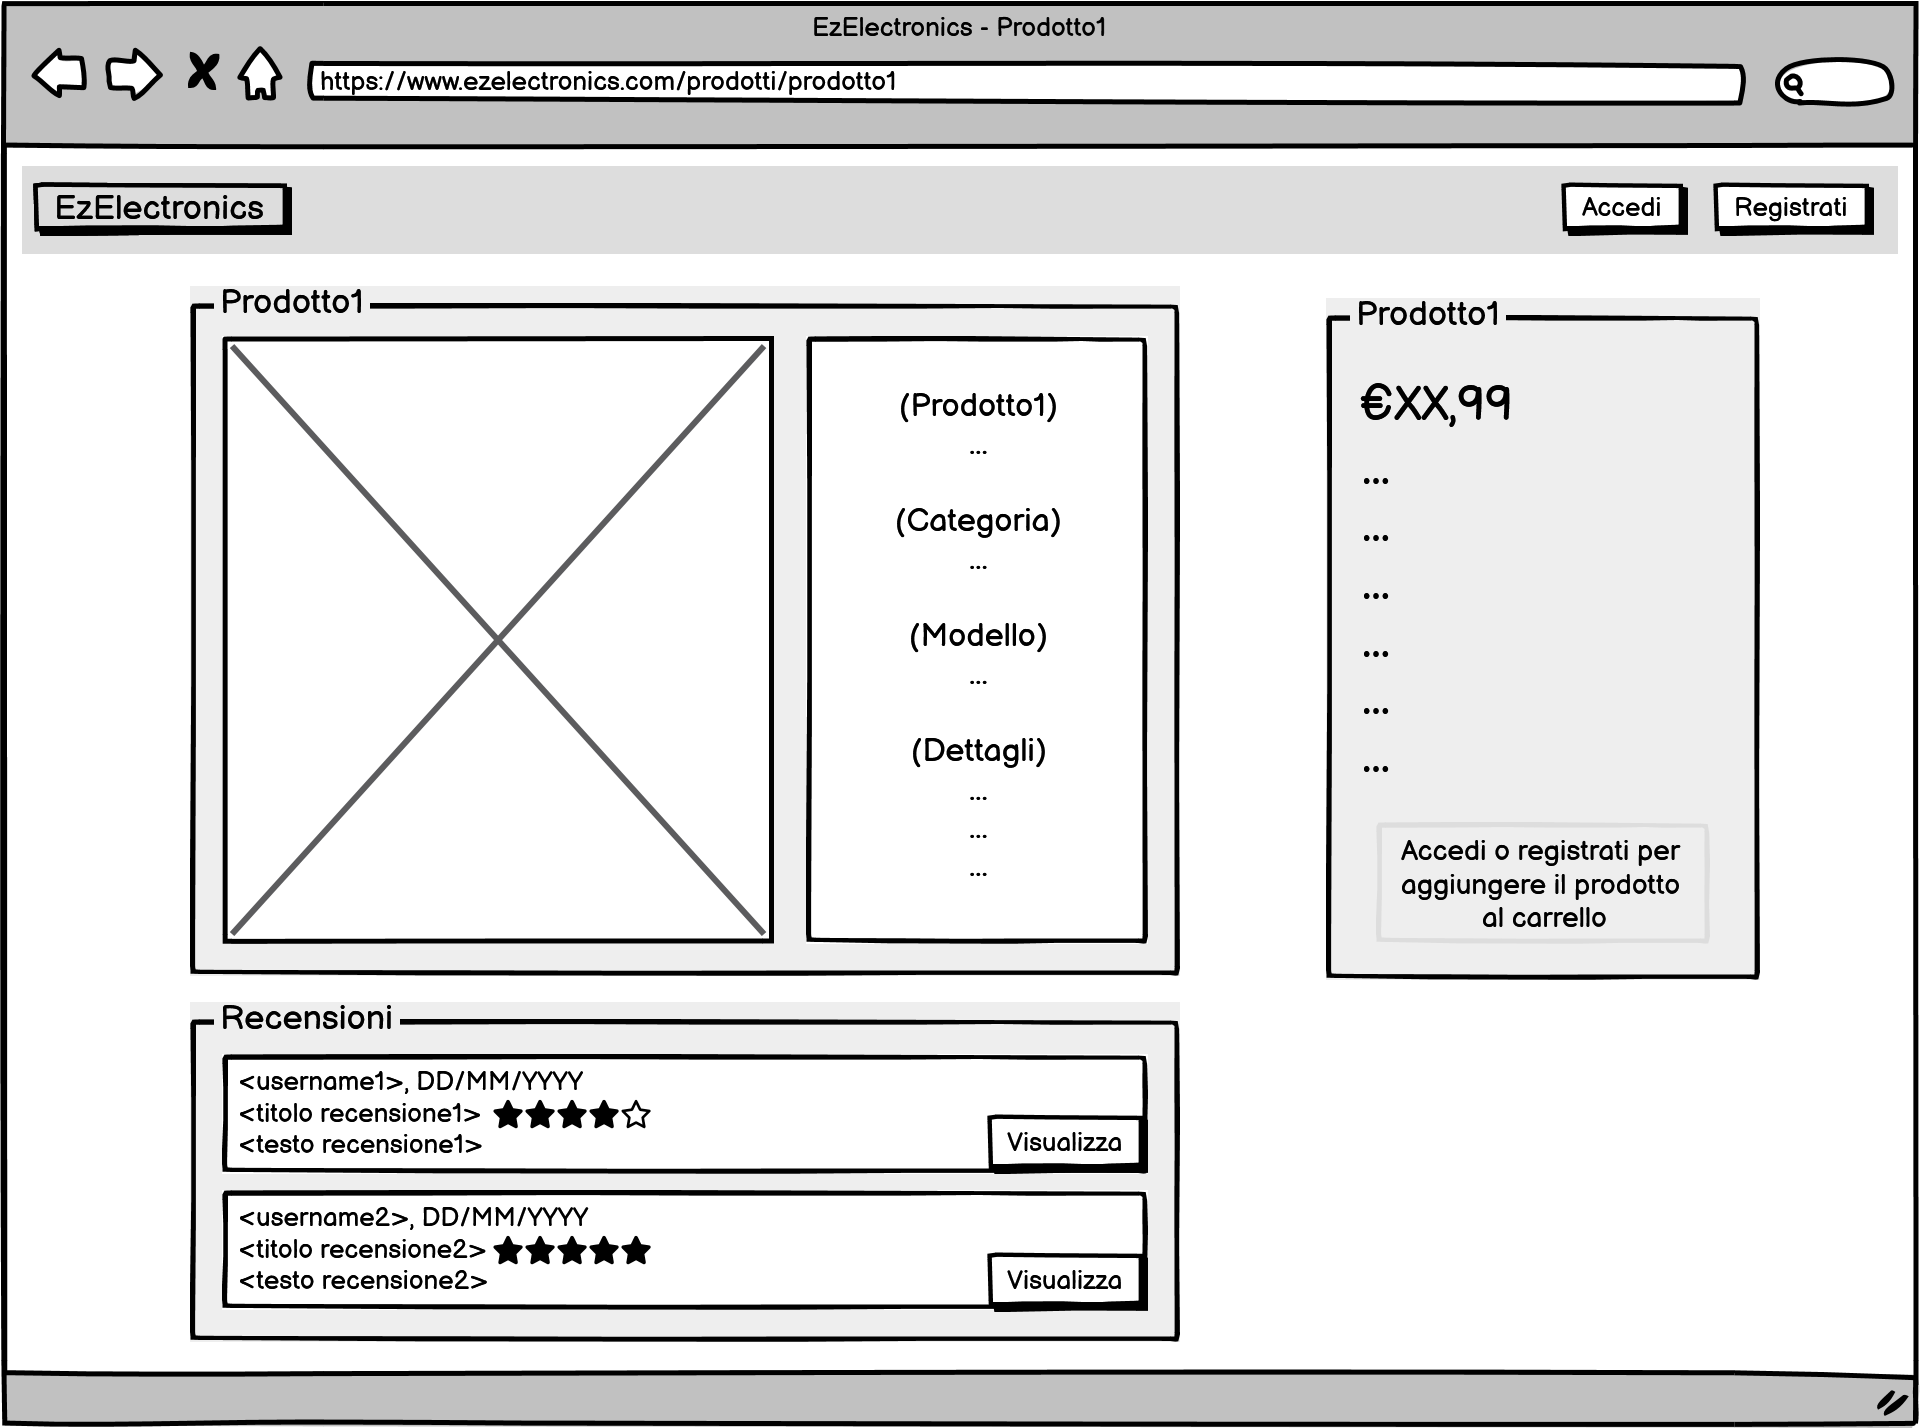 EzElectronics - Prodotto1
https://www.ezelectronics.com/prodotti/prodotto1
EzElectronics
Accedi
Registrati
Prodotto1
(Prodotto1)
...
(Categoria)
...
(Modello)
...
(Dettagli)
...
...
...
Prodotto1
€XX,99
...
...
...
...
...
...
Accedi o registrati per
aggiungere il prodotto
al carrello
Recensioni
<username1>, DD/MM/YYYY
<titolo recensione1>
<testo recensione1>
Visualizza
<username2>, DD/MM/YYYY
<titolo recensione2>
<testo recensione2>
Visualizza